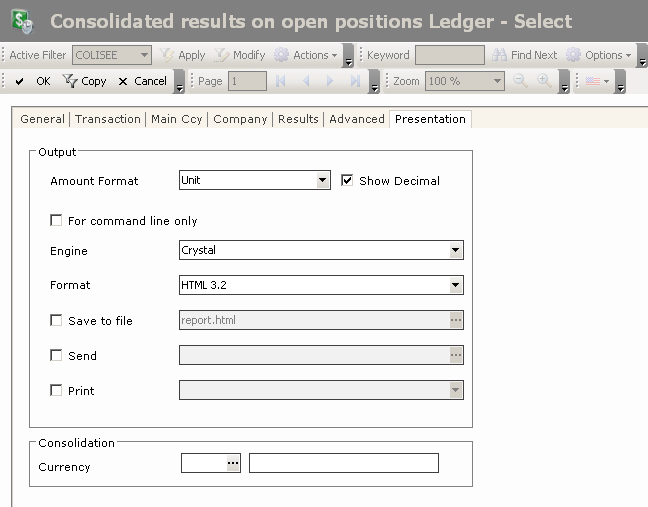 Consolidated results on open positions Ledger - Select
Active Filter COLISEE Apply Modify Actions Keyword Find Next Options
OK Copy Cancel Page 1 Zoom 100 %
General Transaction Main Ccy Company Results Advanced Presentation
Output
Amount Format Unit Show Decimal
For command line only
Engine Crystal
Format HTML 3.2
Save to file report.html ...
Send ...
Print
Consolidation
Currency ...